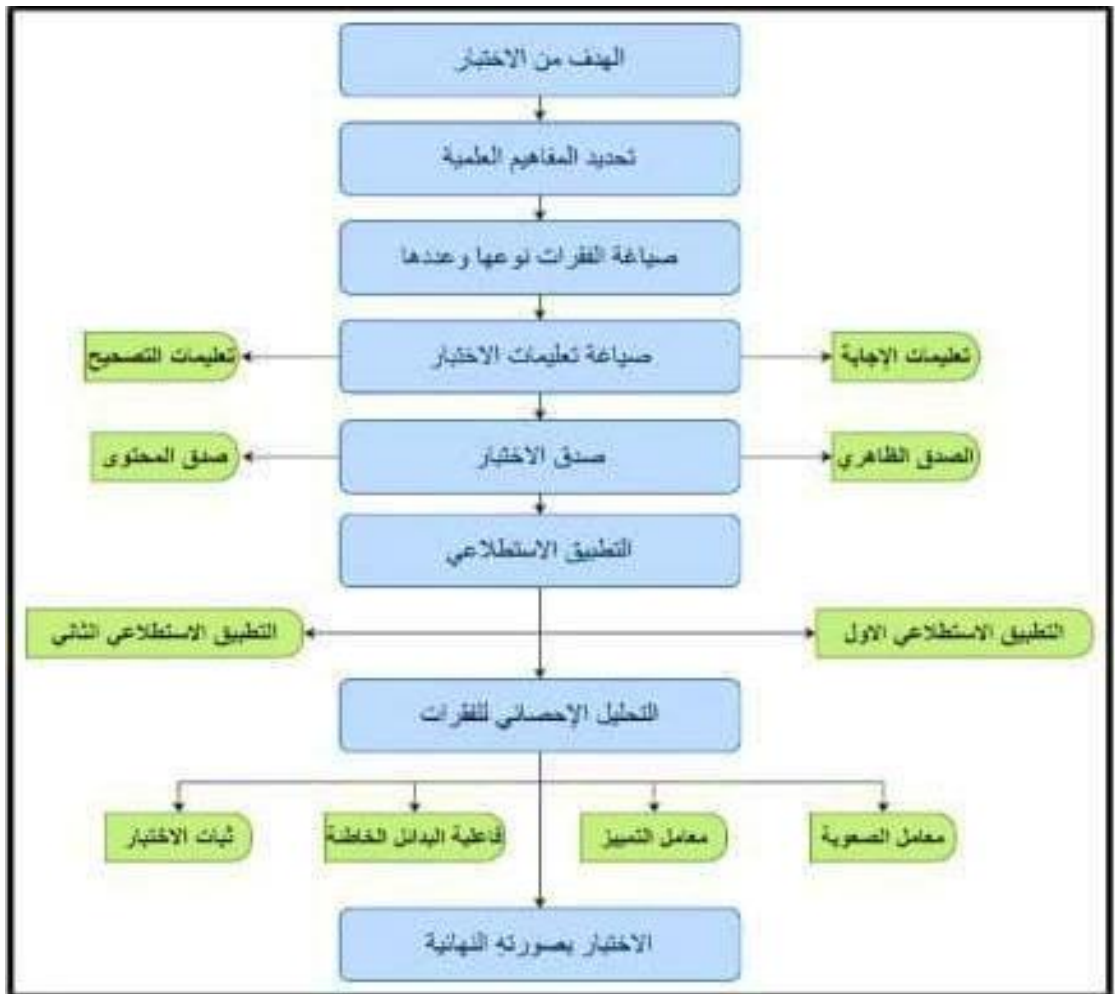 الهدف من الاختبار
تحديد المفاهيم العلمية
صياغة الفقرات نوعها وعددها
تعليمات الإجابة
صياغة تعليمات الاختبار
تعليمات التصحيح
الصدق الظاهري
صدق الاختبار
صدق المحتوى
التطبيق الاستطلاعي
التطبيق الاستطلاعي الاول
التطبيق الاستطلاعي الثاني
التحليل الإحصائي للفقرات
معامل الصعوبة
معامل التمييز
فاعلية البدائل الخاطئة
ثبات الاختبار
الاختبار بصورتهِ النهائية